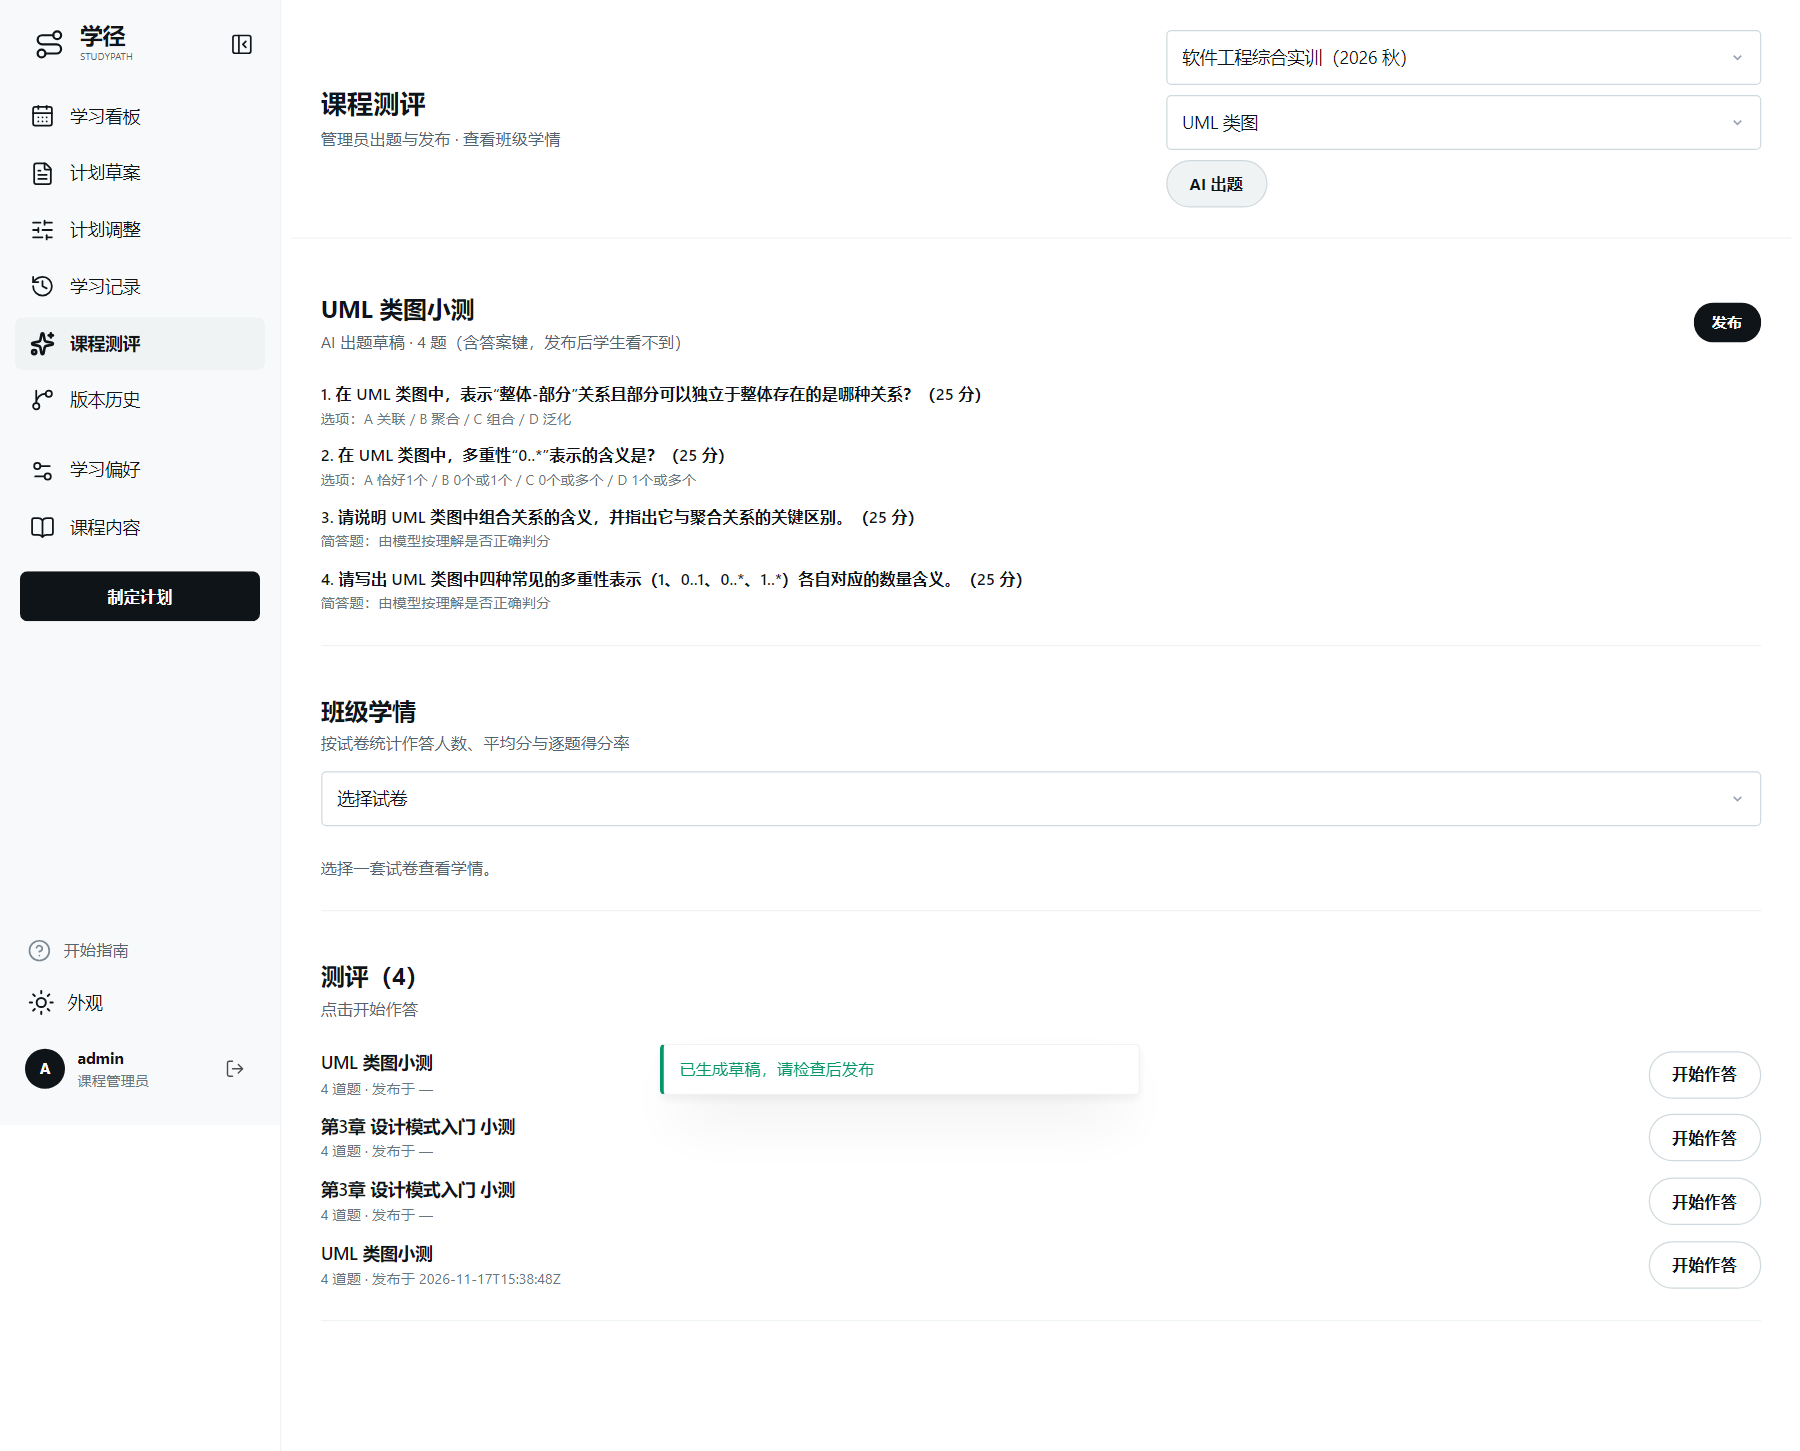 学径
STUDYPATH
学习看板
计划草案
计划调整
学习记录
课程测评
版本历史
学习偏好
课程内容
制定计划
开始指南
外观
A
admin
课程管理员
课程测评
管理员出题与发布 · 查看班级学情
软件工程综合实训（2026 秋）
UML 类图
AI 出题
UML 类图小测
AI 出题草稿 · 4 题（含答案键，发布后学生看不到）
发布
1. 在 UML 类图中，表示“整体-部分”关系且部分可以独立于整体存在的是哪种关系？（25 分）
选项：A 关联 / B 聚合 / C 组合 / D 泛化
2. 在 UML 类图中，多重性“0..*”表示的含义是？（25 分）
选项：A 恰好1个 / B 0个或1个 / C 0个或多个 / D 1个或多个
3. 请说明 UML 类图中组合关系的含义，并指出它与聚合关系的关键区别。（25 分）
简答题：由模型按理解是否正确判分
4. 请写出 UML 类图中四种常见的多重性表示（1、0..1、0..*、1..*）各自对应的数量含义。（25 分）
简答题：由模型按理解是否正确判分
班级学情
按试卷统计作答人数、平均分与逐题得分率
选择试卷
选择一套试卷查看学情。
测评（4）
点击开始作答
UML 类图小测
4 道题 · 发布于 —
开始作答
已生成草稿，请检查后发布
第3章 设计模式入门 小测
4 道题 · 发布于 —
开始作答
第3章 设计模式入门 小测
4 道题 · 发布于 —
开始作答
UML 类图小测
4 道题 · 发布于 2026-11-17T15:38:48Z
开始作答